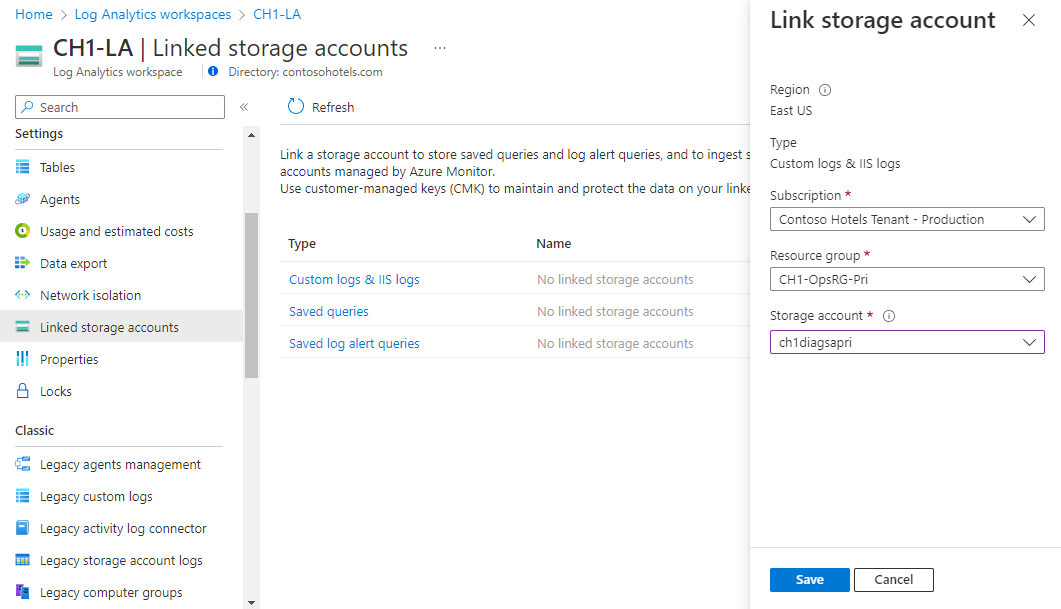 Home > Log Analytics workspaces > CH1-LA
CH1-LA | Linked storage accounts ...
Log Analytics workspace Directory: contosohotels.com
Search
«
Settings
Tables
Agents
Usage and estimated costs
Data export
Network isolation
Linked storage accounts
Properties
Locks
Classic
Legacy agents management
Legacy custom logs
Legacy activity log connector
Legacy storage account logs
Legacy computer groups
Refresh
Link a storage account to store saved queries and log alert queries, and to ingest
accounts managed by Azure Monitor.
Use customer-managed keys (CMK) to maintain and protect the data on your
Type Name
Custom logs & IIS logs No linked storage accounts
Saved queries No linked storage accounts
Saved log alert queries No linked storage accounts
Link storage account
Region
East US
Type
Custom logs & IIS logs
Subscription *
Contoso Hotels Tenant - Production
Resource group *
CH1-OpsRG-Pri
Storage account *
ch1diagsapri
Save Cancel